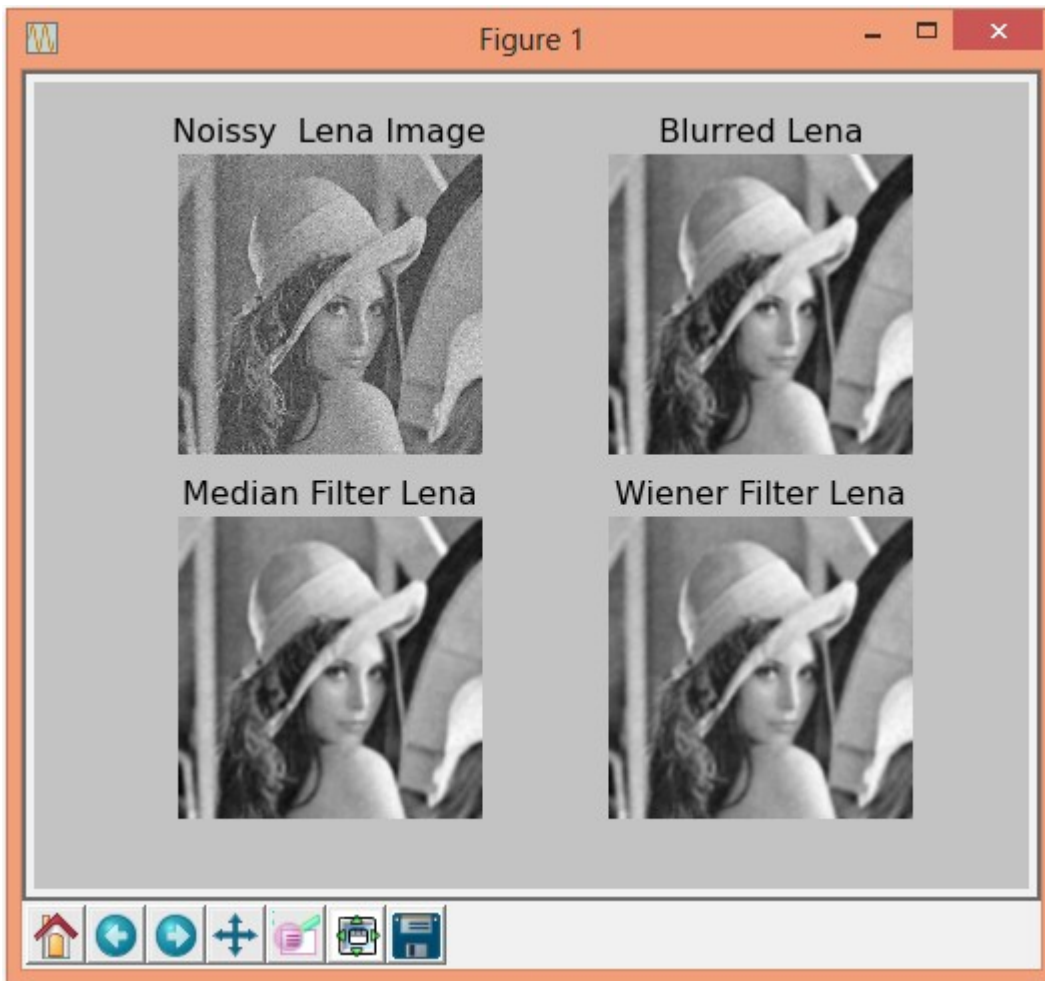 Figure 1
Noissy Lena Image
Blurred Lena
Median Filter Lena
Wiener Filter Lena